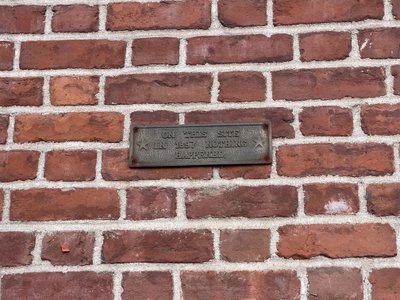 ON THIS SITE
IN 1897 NOTHING
HAPPENED